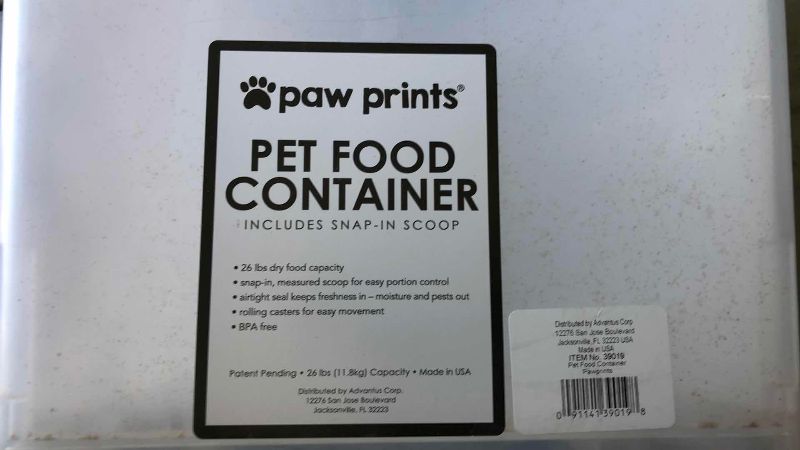 paw prints®
PET FOOD
CONTAINER
INCLUDES SNAP-IN SCOOP
• 26 lbs dry food capacity
• snap-in, measured scoop for easy portion control
• airtight seal keeps freshness in – moisture and pests out
• rolling casters for easy movement
• BPA free
Patent Pending • 26 lbs (11.8kg) Capacity • Made in USA
Distributed by Advantus Corp.
12276 San Jose Boulevard
Jacksonville, FL 32223
Distributed by Advantus Corp
12276 San Jose Boulevard
Jacksonville, FL 32223 USA
Made in USA
ITEM No. 39019
Pet Food Container
Pawprints
0 91141 39019 8